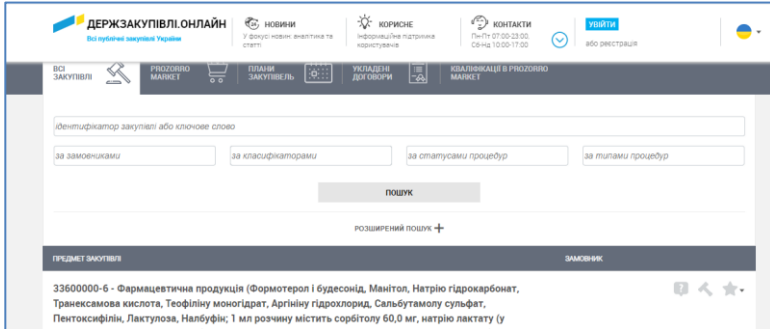 ДЕРЖЗАКУПІВЛІ.ОНЛАЙН
Всі публічні закупівлі України
НОВИНИ
У фокусі новин: аналітика та
статті
КОРИСНЕ
Інформаційна підтримка
користувачів
КОНТАКТИ
Пн-Пт 07:00-23:00,
Сб-Нд 10:00-17:00
УВІЙТИ
або реєстрація
ВСІ
ЗАКУПІВЛІ
PROZORRO
MARKET
ПЛАНИ
ЗАКУПІВЕЛЬ
УКЛАДЕНІ
ДОГОВОРИ
КВАЛІФІКАЦІЇ В PROZORRO
MARKET
ідентифікатор закупівлі або ключове слово
за замовниками
за класифікаторами
за статусами процедур
за типами процедур
ПОШУК
РОЗШИРЕНИЙ ПОШУК
ПРЕДМЕТ ЗАКУПІВЛІ
ЗАМОВНИК
33600000-6 - Фармацевтична продукція (Формотерол і будесонід, Манітол, Натрію гідрокарбонат,
Транексамова кислота, Теофіліну моногідрат, Аргініну гідрохлорид, Сальбутамолу сульфат,
Пентоксифілін, Лактулоза, Налбуфін; 1 мл розчину містить сорбітолу 60,0 мг, натрію лактату (у